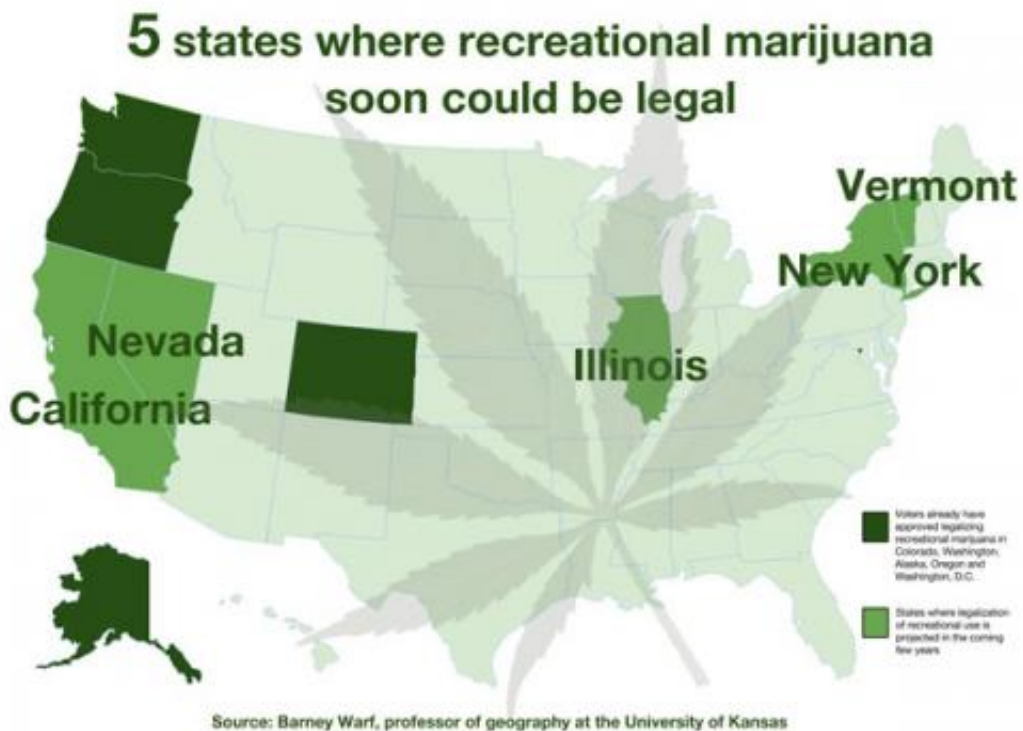 5 states where recreational marijuana
soon could be legal
Vermont
New York
Nevada
Illinois
California
Voters already have
approved legalizing
recreational marijuana in
Colorado, Washington,
Alaska, Oregon and
Washington, D.C.
States where legalization
of recreational use is
projected in the coming
few years
Source: Barney Warf, professor of geography at the University of Kansas